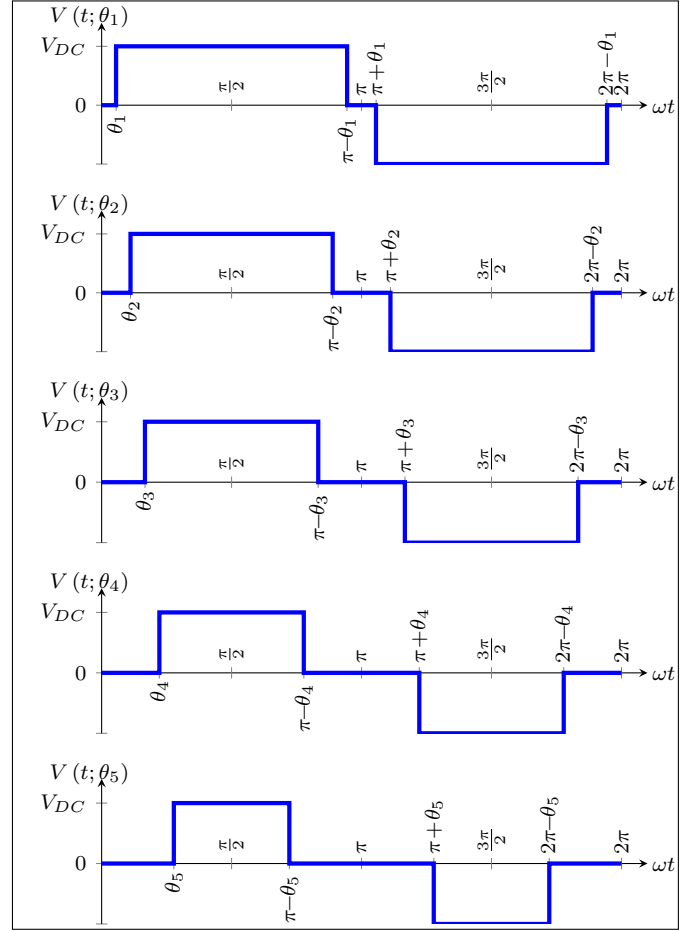 V (t; θ₁)
V_DC
0
θ₁
π/2
π−θ₁
π
π+θ₁
3π/2
2π−θ₁
2π
ωt
V (t; θ₂)
V_DC
0
θ₂
π/2
π−θ₂
π
π+θ₂
3π/2
2π−θ₂
2π
ωt
V (t; θ₃)
V_DC
0
θ₃
π/2
π−θ₃
π
π+θ₃
3π/2
2π−θ₃
2π
ωt
V (t; θ₄)
V_DC
0
θ₄
π/2
π−θ₄
π
π+θ₄
3π/2
2π−θ₄
2π
ωt
V (t; θ₅)
V_DC
0
θ₅
π/2
π−θ₅
π
π+θ₅
3π/2
2π−θ₅
2π
ωt